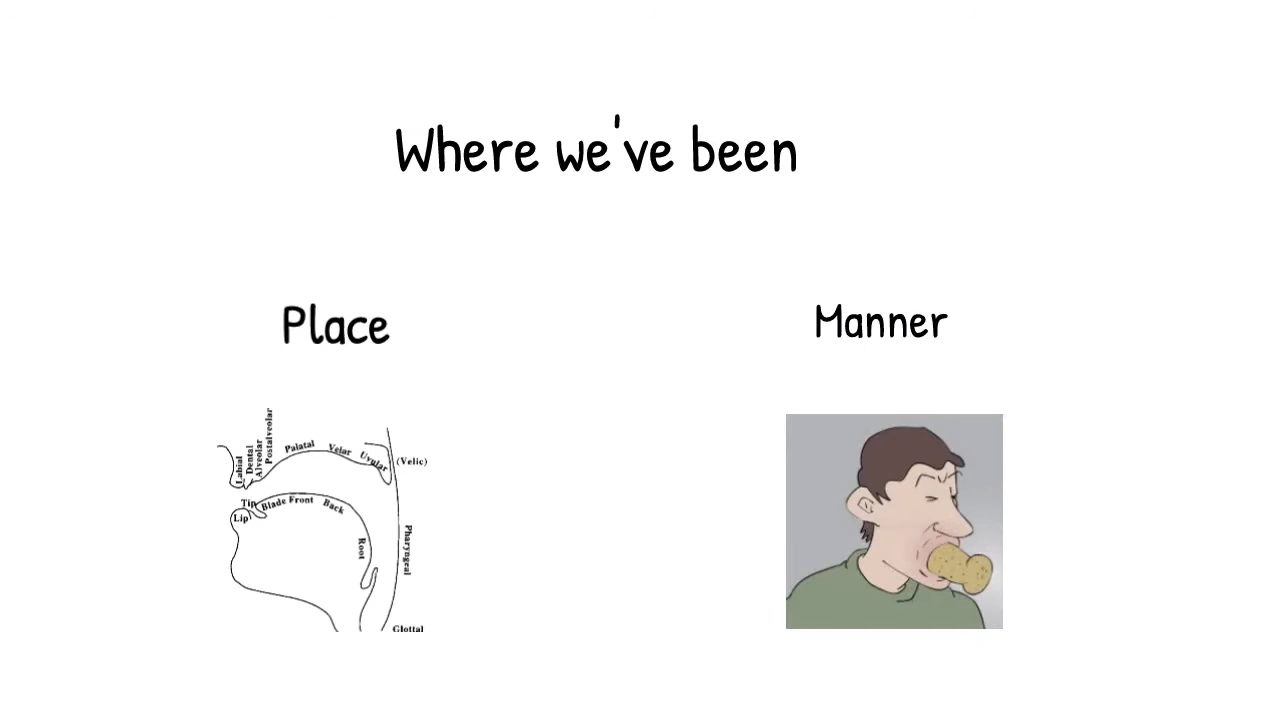 Where we've been
Place
Manner
Labial
Dental
Alveolar
Postalveolar
Palatal
Velar
Uvular
(Velic)
Tip
Blade Front
Back
Lip
Root
Pharyngeal
Glottal